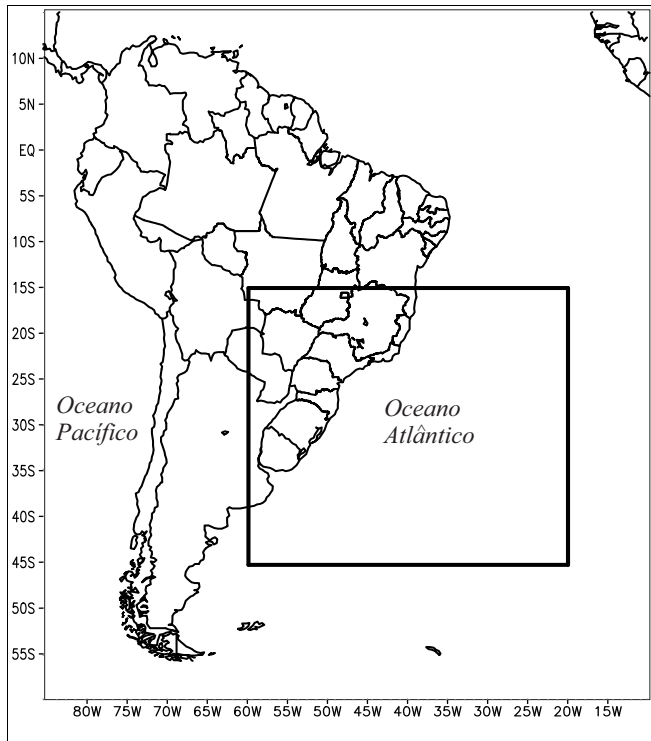 10N
5N
EQ
5S
10S
15S
20S
25S
30S
35S
40S
45S
50S
55S
Oceano
Pacífico
Oceano
Atlântico
80W 75W 70W 65W 60W 55W 50W 45W 40W 35W 30W 25W 20W 15W